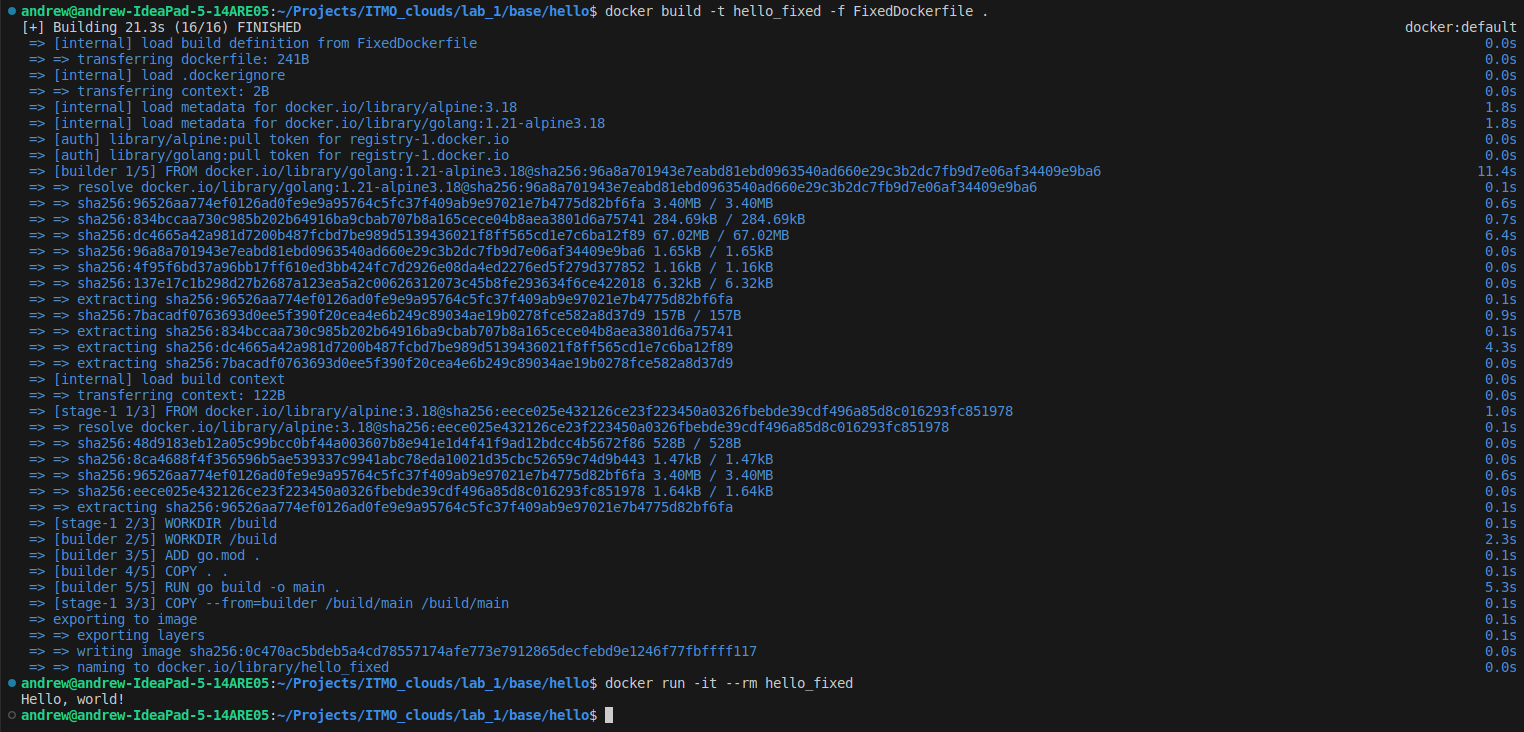 andrew@andrew-IdeaPad-5-14ARE05:~/Projects/ITMO_clouds/lab_1/base/hello$ docker build -t hello_fixed -f FixedDockerfile .
[+] Building 21.3s (16/16) FINISHED docker:default
=> [internal] load build definition from FixedDockerfile 0.0s
=> => transferring dockerfile: 241B 0.0s
=> [internal] load .dockerignore 0.0s
=> => transferring context: 2B 0.0s
=> [internal] load metadata for docker.io/library/alpine:3.18 1.8s
=> [internal] load metadata for docker.io/library/golang:1.21-alpine3.18 1.8s
=> [auth] library/alpine:pull token for registry-1.docker.io 0.0s
=> [auth] library/golang:pull token for registry-1.docker.io 0.0s
=> [builder 1/5] FROM docker.io/library/golang:1.21-alpine3.18@sha256:96a8a701943e7eabd81ebd0963540ad660e29c3b2dc7fb9d7e06af34409e9ba6 11.4s
=> => resolve docker.io/library/golang:1.21-alpine3.18@sha256:96a8a701943e7eabd81ebd0963540ad660e29c3b2dc7fb9d7e06af34409e9ba6 0.1s
=> => sha256:96526aa774ef0126ad0fe9e9a95764c5fc37f409ab9e97021e7b4775d82bf6fa 3.40MB / 3.40MB 0.6s
=> => sha256:834bccaa730c985b202b64916ba9cbab707b8a165cece04b8aea3801d6a75741 284.69kB / 284.69kB 0.7s
=> => sha256:dc4665a42a981d7200b487fcbd7be989d5139436021f8ff565cd1e7c6ba12f89 67.02MB / 67.02MB 6.4s
=> => sha256:96a8a701943e7eabd81ebd0963540ad660e29c3b2dc7fb9d7e06af34409e9ba6 1.65kB / 1.65kB 0.0s
=> => sha256:4f95f6bd37a96bb17ff610ed3bb424fc7d2926e08da4ed2276ed5f279d377852 1.16kB / 1.16kB 0.0s
=> => sha256:137e17c1b298d27b2687a123ea5a2c00626312073c45b8fe293634f6ce422018 6.32kB / 6.32kB 0.0s
=> => extracting sha256:96526aa774ef0126ad0fe9e9a95764c5fc37f409ab9e97021e7b4775d82bf6fa 0.1s
=> => sha256:7bacadf0763693d0ee5f390f20cea4e6b249c89034ae19b0278fce582a8d37d9 157B / 157B 0.9s
=> => extracting sha256:834bccaa730c985b202b64916ba9cbab707b8a165cece04b8aea3801d6a75741 0.1s
=> => extracting sha256:dc4665a42a981d7200b487fcbd7be989d5139436021f8ff565cd1e7c6ba12f89 4.3s
=> => extracting sha256:7bacadf0763693d0ee5f390f20cea4e6b249c89034ae19b0278fce582a8d37d9 0.0s
=> [internal] load build context 0.0s
=> => transferring context: 122B 0.0s
=> [stage-1 1/3] FROM docker.io/library/alpine:3.18@sha256:eece025e432126ce23f223450a0326fbebde39cdf496a85d8c016293fc851978 1.0s
=> => resolve docker.io/library/alpine:3.18@sha256:eece025e432126ce23f223450a0326fbebde39cdf496a85d8c016293fc851978 0.1s
=> => sha256:48d9183eb12a05c99bcc0bf44a003607b8e941e1d4f41f9ad12bdcc4b5672f86 528B / 528B 0.0s
=> => sha256:8ca4688f4f356596b5ae539337c9941abc78eda10021d35cbc52659c74d9b443 1.47kB / 1.47kB 0.0s
=> => sha256:96526aa774ef0126ad0fe9e9a95764c5fc37f409ab9e97021e7b4775d82bf6fa 3.40MB / 3.40MB 0.6s
=> => sha256:eece025e432126ce23f223450a0326fbebde39cdf496a85d8c016293fc851978 1.64kB / 1.64kB 0.0s
=> => extracting sha256:96526aa774ef0126ad0fe9e9a95764c5fc37f409ab9e97021e7b4775d82bf6fa 0.1s
=> [stage-1 2/3] WORKDIR /build 0.1s
=> [builder 2/5] WORKDIR /build 2.3s
=> [builder 3/5] ADD go.mod . 0.1s
=> [builder 4/5] COPY . . 0.1s
=> [builder 5/5] RUN go build -o main . 5.3s
=> [stage-1 3/3] COPY --from=builder /build/main /build/main 0.1s
=> exporting to image 0.1s
=> => exporting layers 0.1s
=> => writing image sha256:0c470ac5bdeb5a4cd78557174afe773e7912865decfebd9e1246f77fbffff117 0.0s
=> => naming to docker.io/library/hello_fixed 0.0s
andrew@andrew-IdeaPad-5-14ARE05:~/Projects/ITMO_clouds/lab_1/base/hello$ docker run -it --rm hello_fixed
Hello, world!
andrew@andrew-IdeaPad-5-14ARE05:~/Projects/ITMO_clouds/lab_1/base/hello$